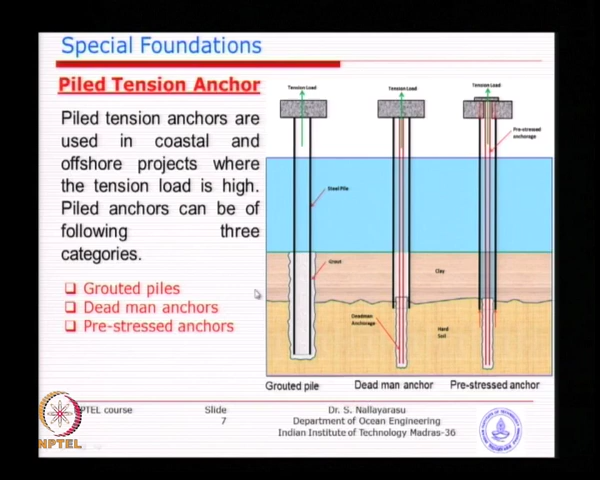 Special Foundations
Piled Tension Anchor
Piled tension anchors are
used in coastal and
offshore projects where
the tension load is high.
Piled anchors can be of
following three
categories.
Grouted piles
Dead man anchors
Pre-stressed anchors
Tension Load
Tension Load
Tension Load
Pre-stressed
anchorage
Steel Pile
Grout
Clay
Deadman
Anchorage
Hard
Soil
Grouted pile
Dead man anchor
Pre-stressed anchor
PTEL course
Slide
7
Dr. S. Nallayarasu
Department of Ocean Engineering
Indian Institute of Technology Madras-36
NPTEL